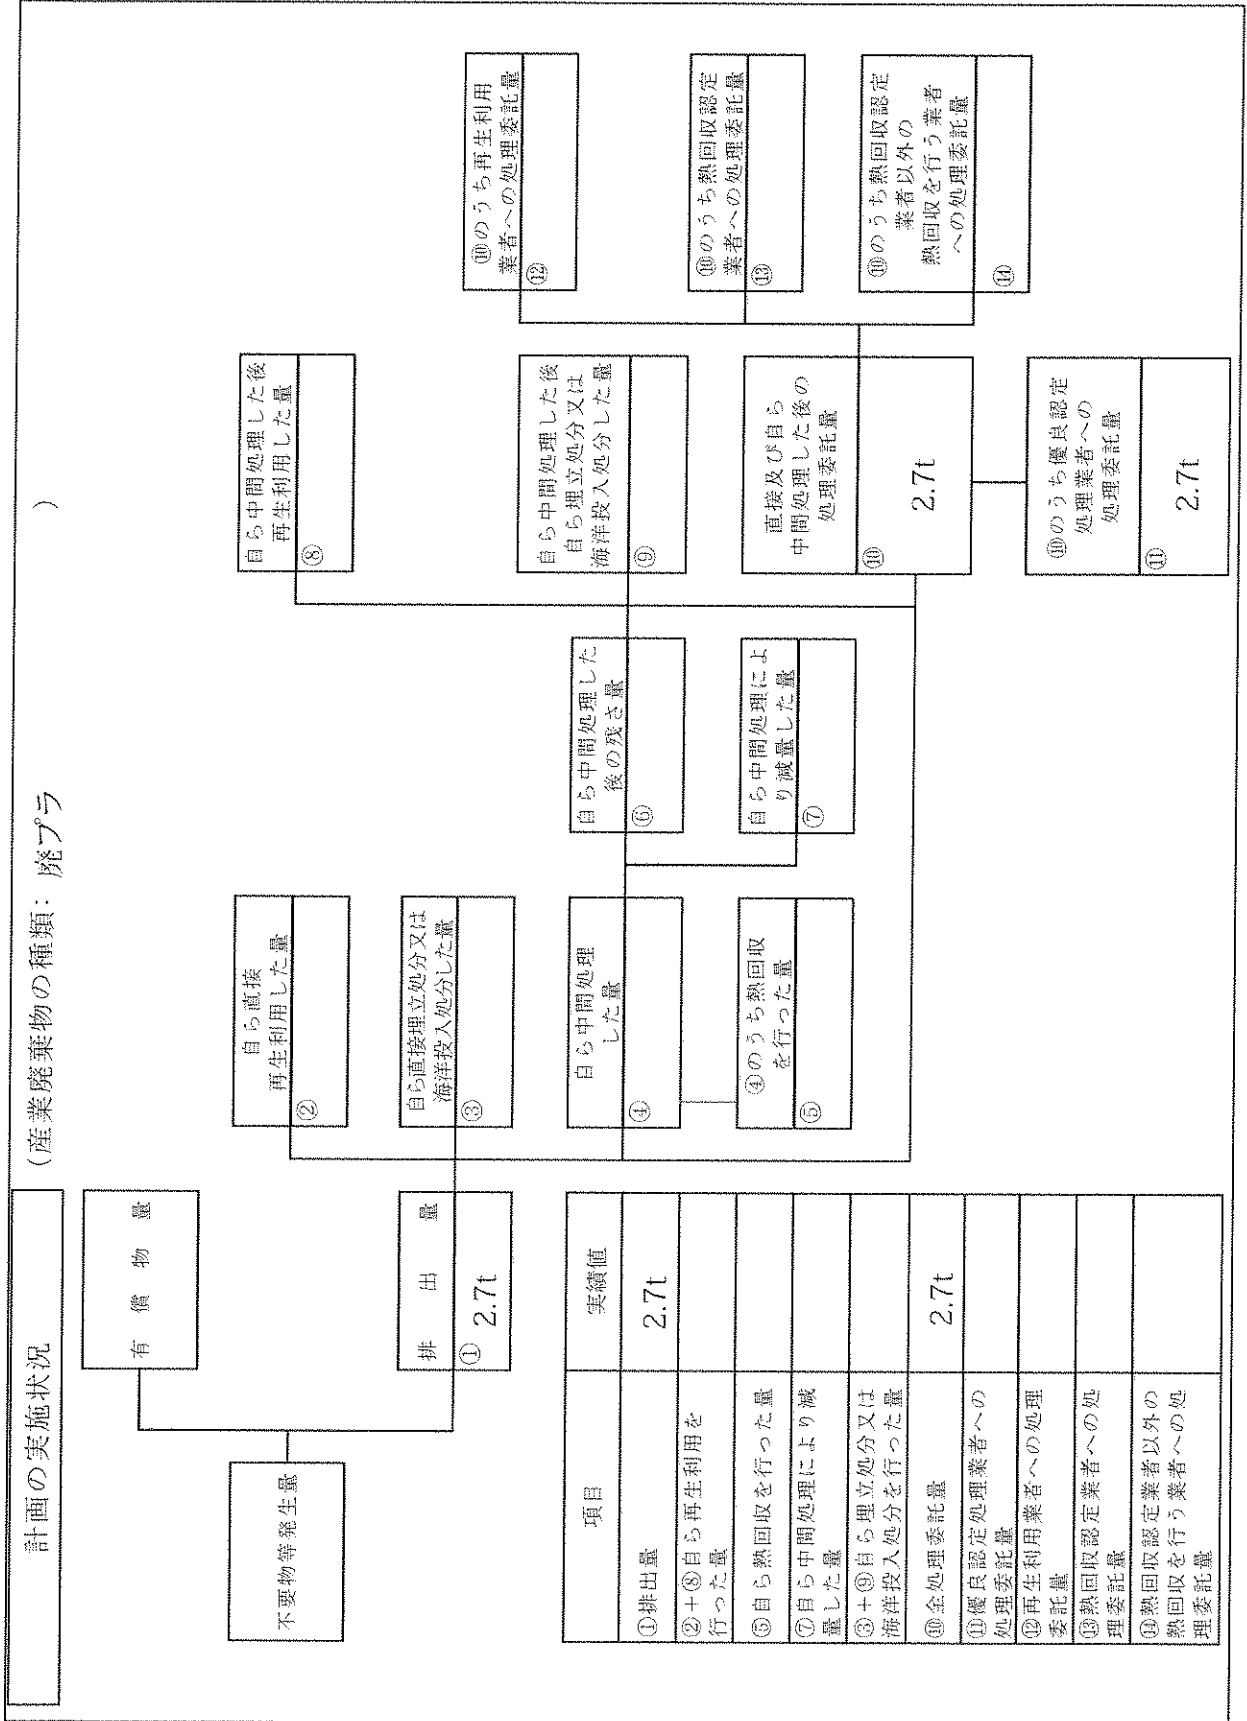 計画の実施状況
(産業廃棄物の種類: 廃プラ )
不要物等発生量
有償物量
排出量
① 2.7t
自ら直接
再生利用した量
②
自ら直接埋立処分又は
海洋投入処分した量
③
自ら中間処理
した量
④
④のうち熱回収
を行った量
⑤
自ら中間処理した
後の残さ量
⑥
自ら中間処理によ
り減量した量
⑦
自ら中間処理した後
再生利用した量
⑧
自ら中間処理した後
自ら埋立処分又は
海洋投入処分した量
⑨
直接及び自ら
中間処理した後の
処理委託量
⑩
2.7t
⑩のうち優良認定
処理業者への
処理委託量
⑪
2.7t
⑩のうち再生利用
業者への処理委託量
⑫
⑩のうち熱回収認定
業者への処理委託量
⑬
⑩のうち熱回収認定
業者以外の
熱回収を行う業者
への処理委託量
⑭
項目 実績値
①排出量 2.7t
②+⑧自ら再生利用を
行った量
⑤自ら熱回収を行った量
⑦自ら中間処理により減
量した量
③+⑨自ら埋立処分又は
海洋投入処分を行った量
⑩全処理委託量 2.7t
⑪優良認定処理業者への
処理委託量
⑫再生利用業者への処理
委託量
⑬熱回収認定業者への処
理委託量
⑭熱回収認定業者以外の
熱回収を行う業者への処
理委託量